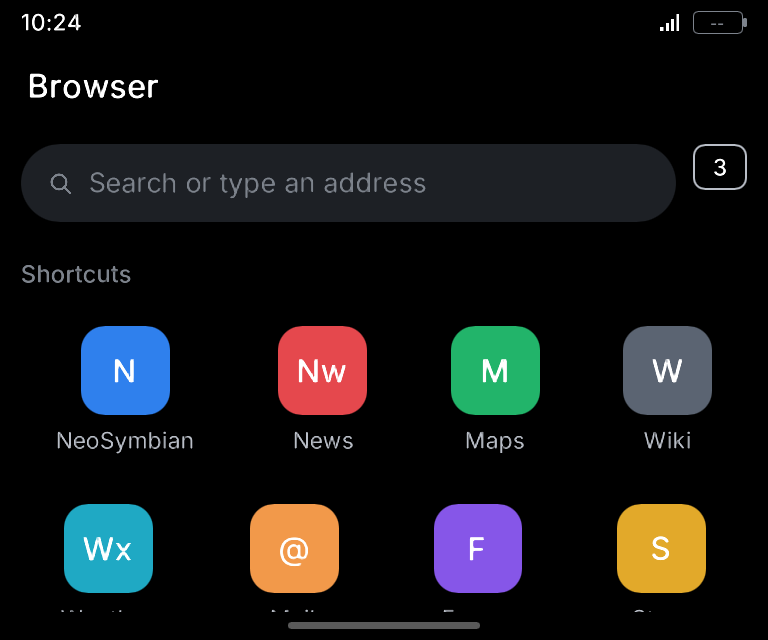 10:24
--
Browser
Search or type an address
3
Shortcuts
N Nw M W
NeoSymbian News Maps Wiki
Wx @ F S